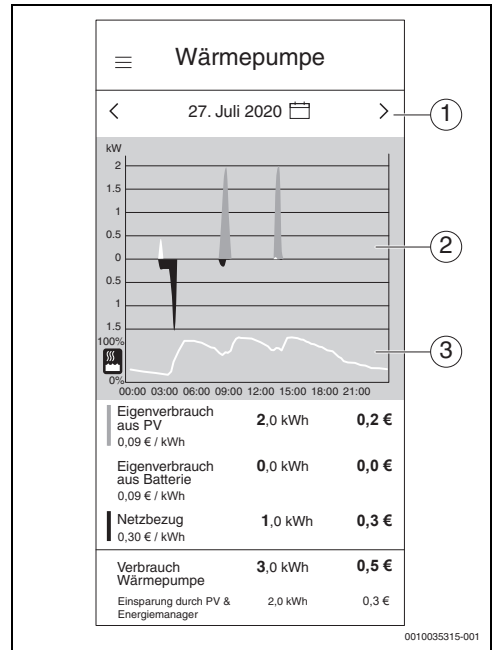 Wärmepumpe
27. Juli 2020
1
kW
2
1.5
1
0.5
0
0.5
1
1.5
2
100%
0%
3
00:00 03:00 06:00 09:00 12:00 15:00 18:00 21:00
Eigenverbrauch
aus PV
0,09 € / kWh
2,0 kWh
0,2 €
Eigenverbrauch
aus Batterie
0,09 € / kWh
0,0 kWh
0,0 €
Netzbezug
0,30 € / kWh
1,0 kWh
0,3 €
Verbrauch
Wärmepumpe
3,0 kWh
0,5 €
Einsparung durch PV &
Energiemanager
2,0 kWh
0,3 €
0010035315-001